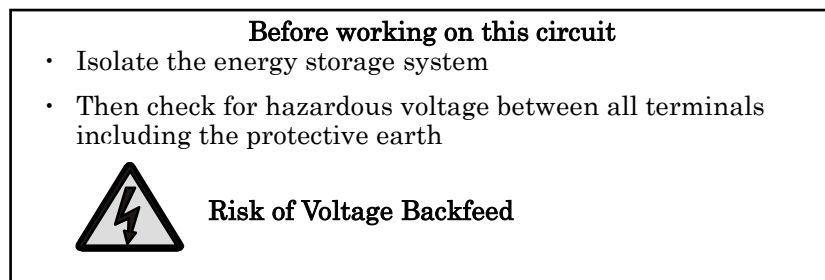 Before working on this circuit
・ Isolate the energy storage system
・ Then check for hazardous voltage between all terminals
including the protective earth
Risk of Voltage Backfeed